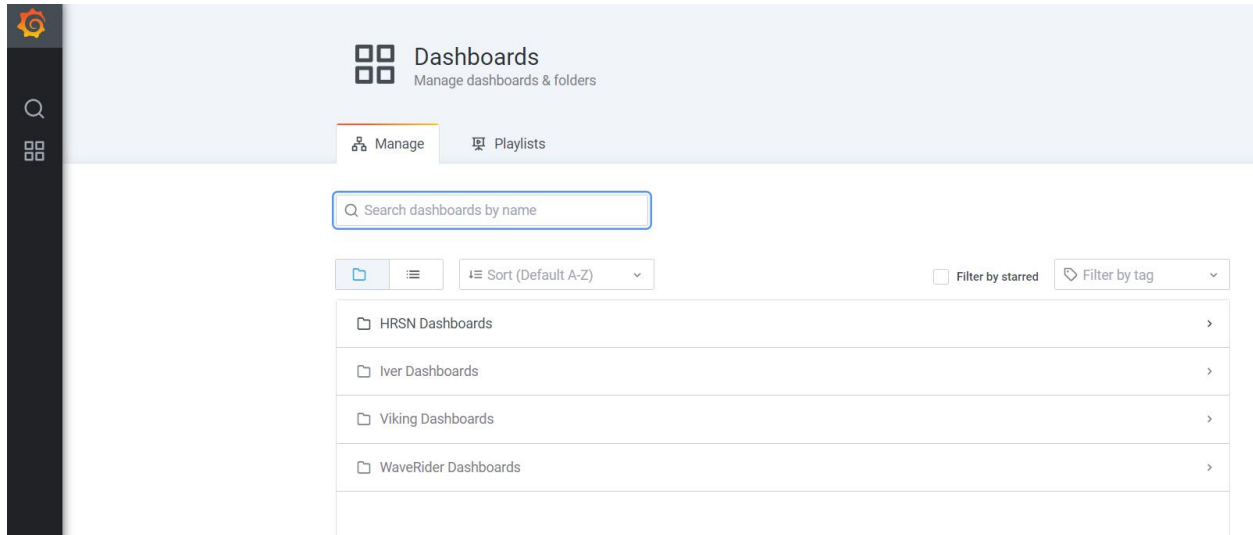 Dashboards
Manage dashboards & folders
Manage
Playlists
Search dashboards by name
Sort (Default A-Z)
Filter by starred
Filter by tag
HRSN Dashboards
Iver Dashboards
Viking Dashboards
WaveRider Dashboards